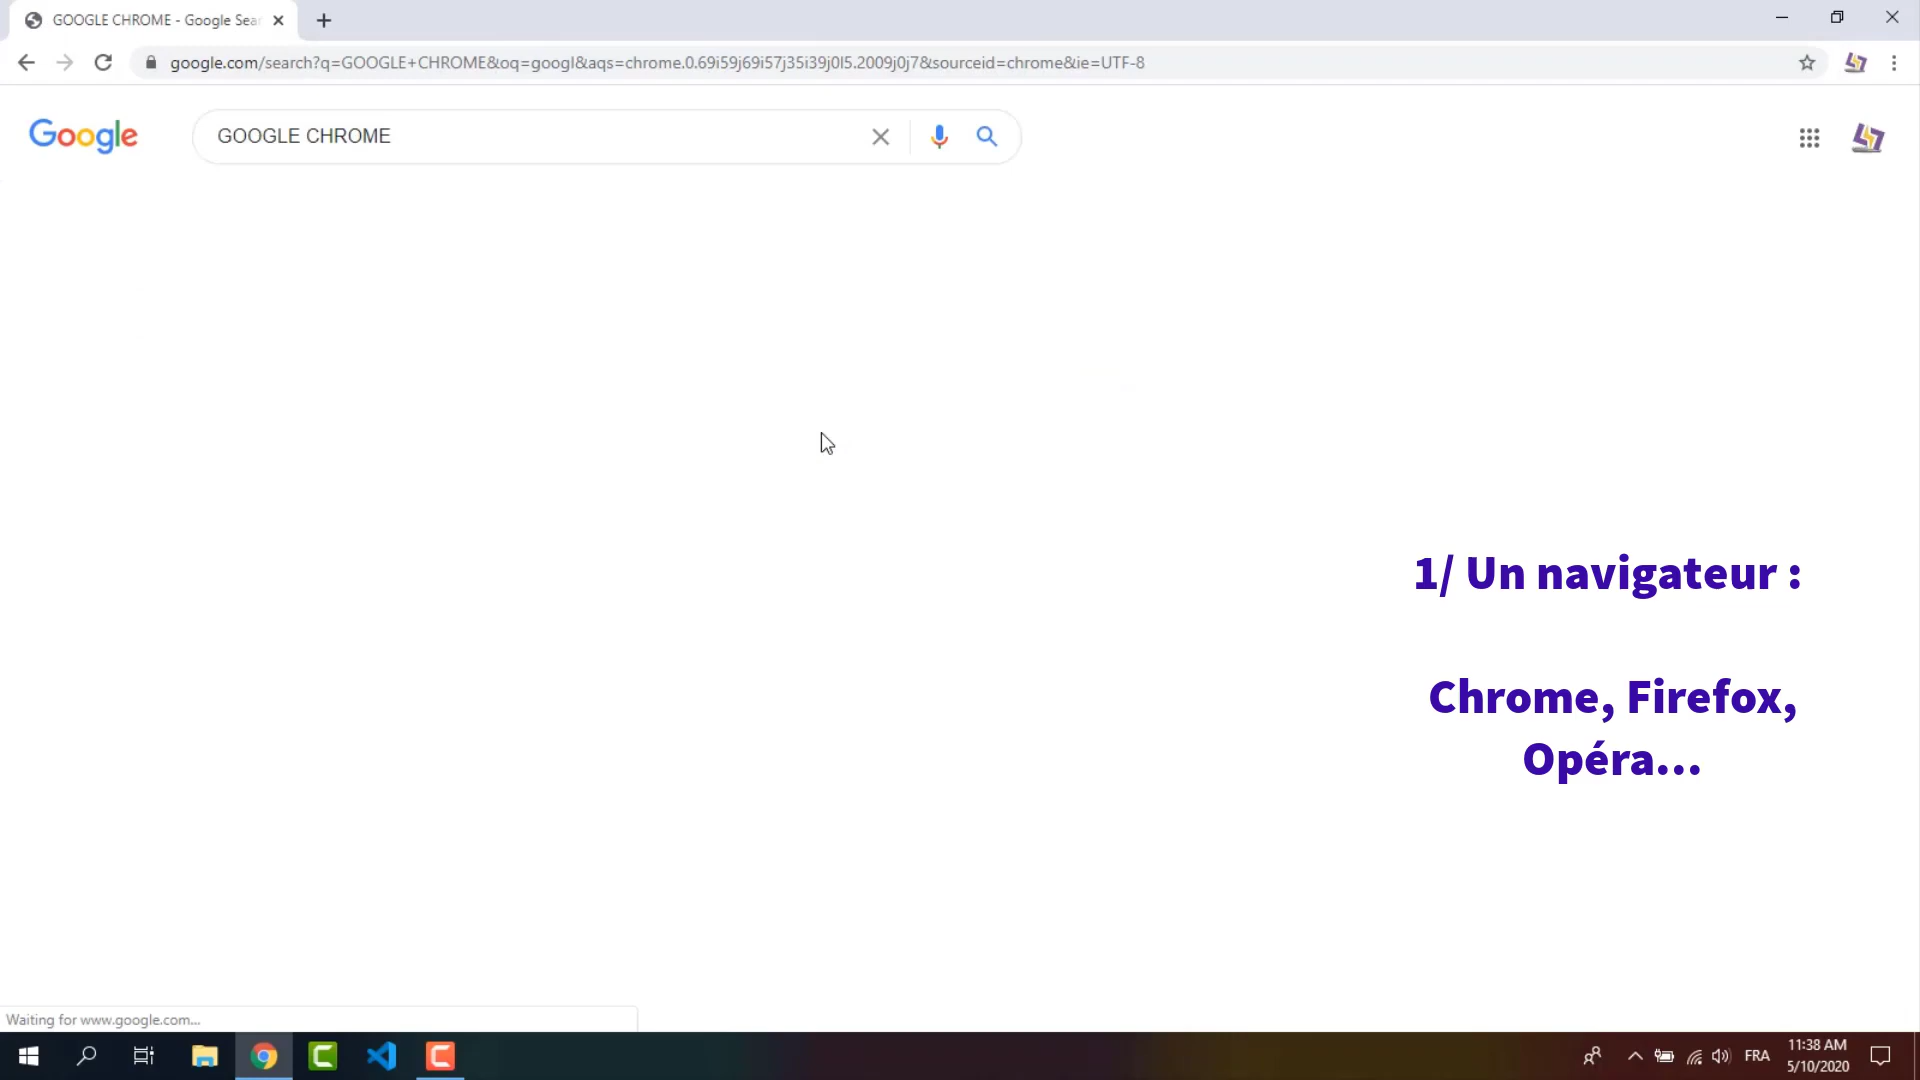 GOOGLE CHROME - Google Sea
google.com/search?q=GOOGLE+CHROME&oq=googl&aqs=chrome.0.69i59j69i57j35i39j0l5.2009j0j7&sourceid=chrome&ie=UTF-8
Google
GOOGLE CHROME
1/ Un navigateur :
Chrome, Firefox,
Opéra...
Waiting for www.google.com...
FRA
11:38 AM
5/10/2020